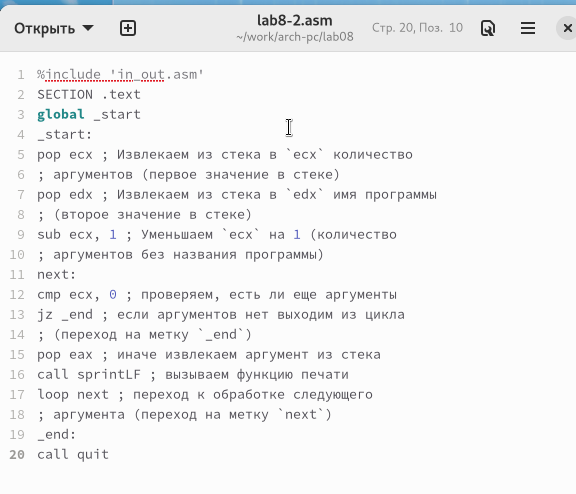 Открыть
lab8-2.asm
~/work/arch-pc/lab08
Стр. 20, Поз. 10
1 %include 'in_out.asm'
2 SECTION .text
3 global _start
4 _start:
5 pop ecx ; Извлекаем из стека в `ecx` количество
6 ; аргументов (первое значение в стеке)
7 pop edx ; Извлекаем из стека в `edx` имя программы
8 ; (второе значение в стеке)
9 sub ecx, 1 ; Уменьшаем `ecx` на 1 (количество
10 ; аргументов без названия программы)
11 next:
12 cmp ecx, 0 ; проверяем, есть ли еще аргументы
13 jz _end ; если аргументов нет выходим из цикла
14 ; (переход на метку `_end`)
15 pop eax ; иначе извлекаем аргумент из стека
16 call sprintLF ; вызываем функцию печати
17 loop next ; переход к обработке следующего
18 ; аргумента (переход на метку `next`)
19 _end:
20 call quit